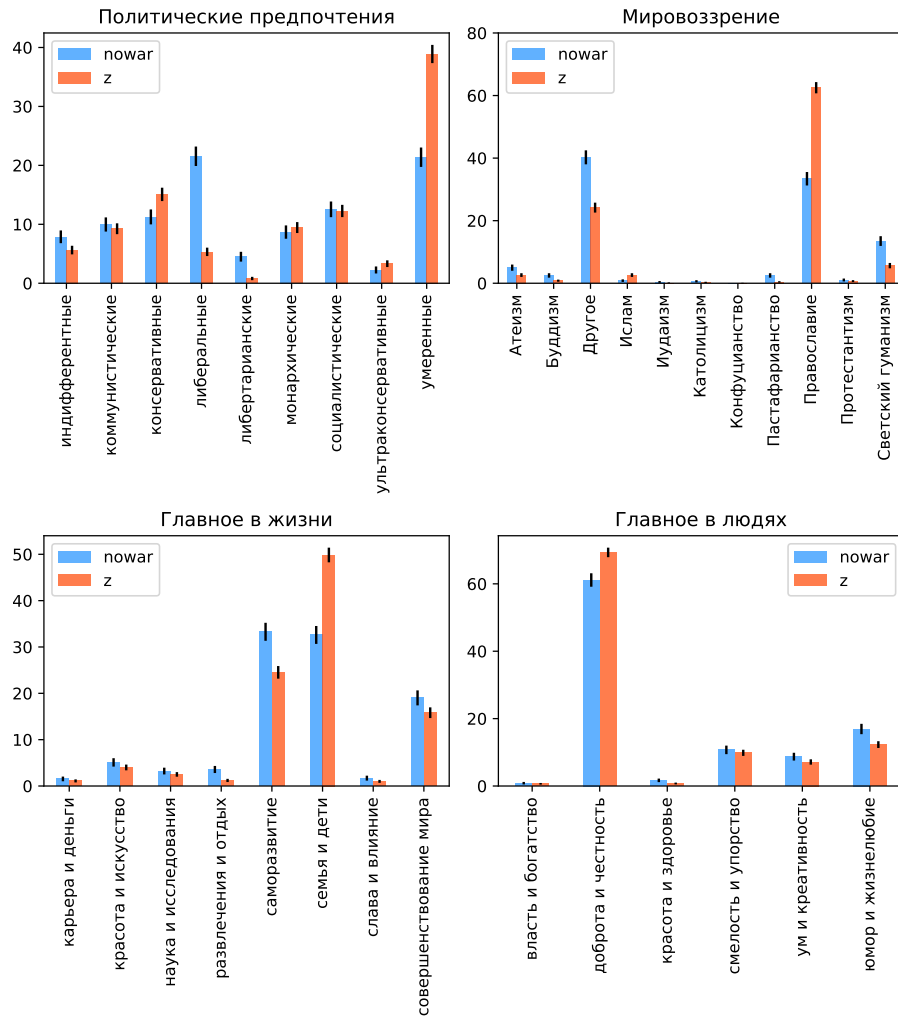 Политические предпочтения
nowar
z
0
10
20
30
40
индифферентные
коммунистические
консервативные
либеральные
либертарианские
монархические
социалистические
ультраконсервативные
умеренные
Мировоззрение
nowar
z
0
20
40
60
80
Атеизм
Буддизм
Другое
Ислам
Иудаизм
Католицизм
Конфуцианство
Пастафарианство
Православие
Протестантизм
Светский гуманизм
Главное в жизни
nowar
z
0
10
20
30
40
50
карьера и деньги
красота и искусство
наука и исследования
развлечения и отдых
саморазвитие
семья и дети
слава и влияние
совершенствование мира
Главное в людях
nowar
z
0
20
40
60
власть и богатство
доброта и честность
красота и здоровье
смелость и упорство
ум и креативность
юмор и жизнелюбие